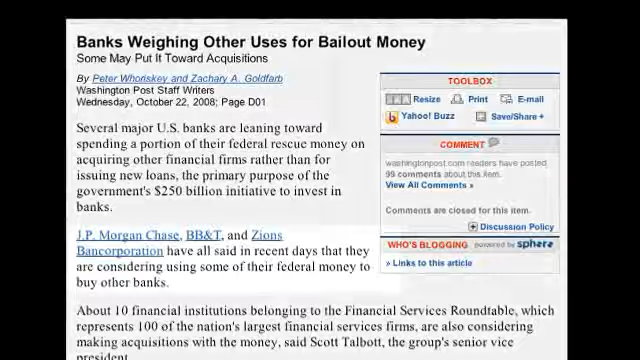 Banks Weighing Other Uses for Bailout Money
Some May Put It Toward Acquisitions
By Peter Whoriskey and Zachary A. Goldfarb
Washington Post Staff Writers
Wednesday, October 22, 2008; Page D01
Several major U.S. banks are leaning toward
spending a portion of their federal rescue money on
acquiring other financial firms rather than for
issuing new loans, the primary purpose of the
government's $250 billion initiative to invest in
banks.
J.P. Morgan Chase, BB&T, and Zions
Bancorporation have all said in recent days that they
are considering using some of their federal money to
buy other banks.
About 10 financial institutions belonging to the Financial Services Roundtable, which
represents 100 of the nation's largest financial services firms, are also considering
making acquisitions with the money, said Scott Talbott, the group's senior vice
president.
TOOLBOX
Resize Print E-mail
Yahoo! Buzz Save/Share +
COMMENT
washingtonpost.com readers have posted
99 comments about this item.
View All Comments »
Comments are closed for this item.
+ Discussion Policy
WHO'S BLOGGING powered by sphere
» Links to this article